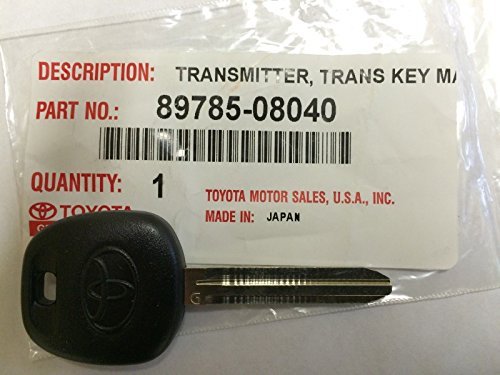 DESCRIPTION: TRANSMITTER, TRANS KEY MA
PART NO.: 89785-08040
QUANTITY: 1
TOYOTA MOTOR SALES, U.S.A., INC.
TOYOTA
MADE IN: JAPAN
G